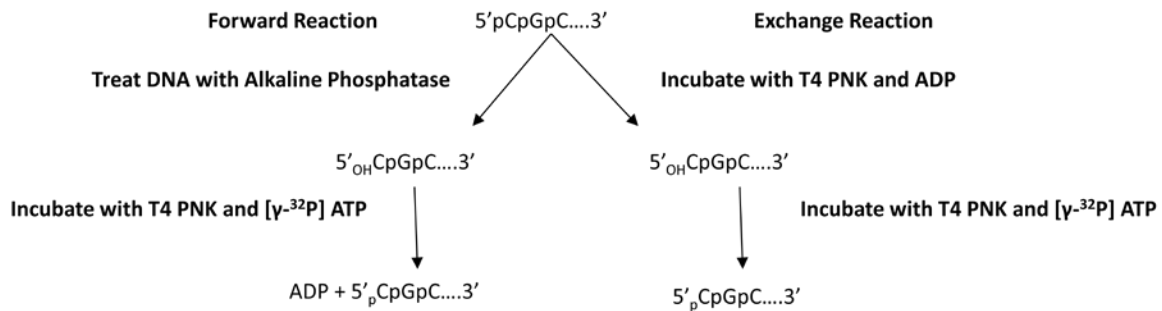 Forward Reaction 5′pCpGpC....3′ Exchange Reaction
Treat DNA with Alkaline Phosphatase Incubate with T4 PNK and ADP
5′OHCpGpC....3′ 5′OHCpGpC....3′
Incubate with T4 PNK and [γ-³²P] ATP Incubate with T4 PNK and [γ-³²P] ATP
ADP + 5′pCpGpC....3′ 5′pCpGpC....3′